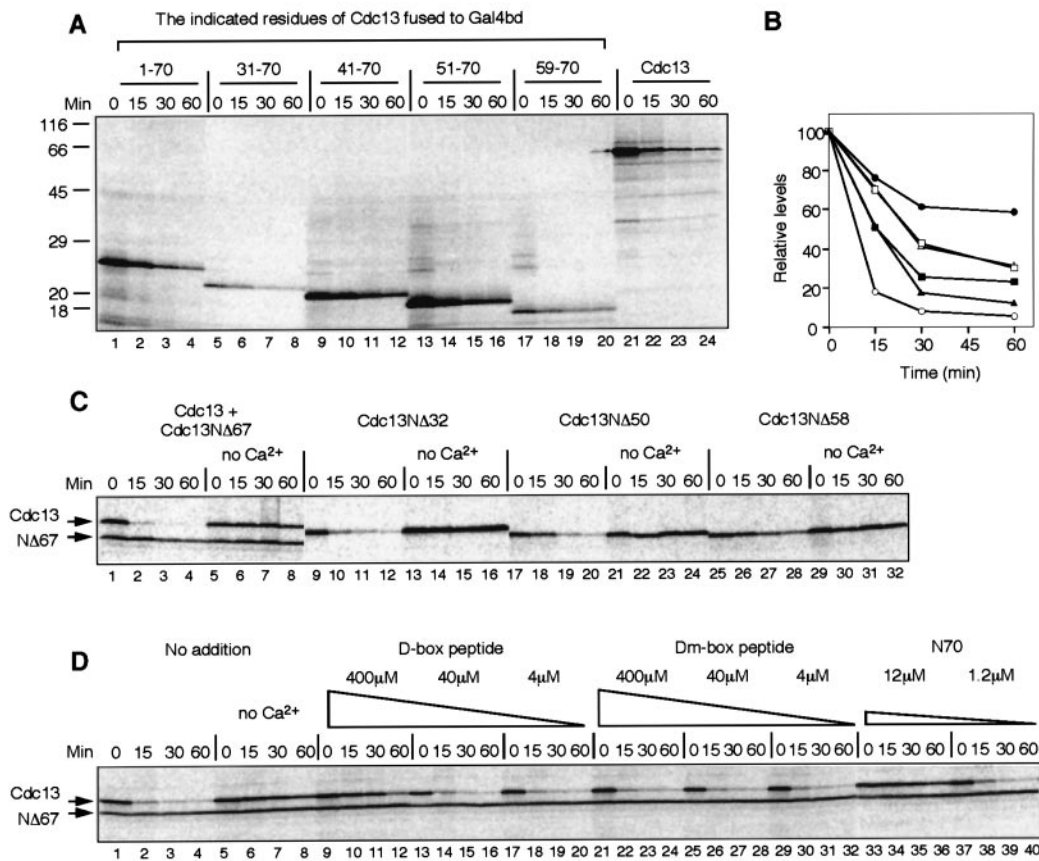 A
The indicated residues of Cdc13 fused to Gal4bd
1-70 31-70 41-70 51-70 59-70 Cdc13
Min 0 15 30 60 0 15 30 60 0 15 30 60 0 15 30 60 0 15 30 60 0 15 30 60
116
66
45
29
20
18
1 2 3 4 5 6 7 8 9 10 11 12 13 14 15 16 17 18 19 20 21 22 23 24
B
Relative levels
100
80
60
40
20
0
0 15 30 45 60
Time (min)
C
Cdc13 +
Cdc13NΔ67
Cdc13NΔ32 Cdc13NΔ50 Cdc13NΔ58
no Ca2+ no Ca2+ no Ca2+ no Ca2+
Min 0 15 30 60 0 15 30 60 0 15 30 60 0 15 30 60 0 15 30 60 0 15 30 60 0 15 30 60 0 15 30 60
Cdc13
NΔ67
1 2 3 4 5 6 7 8 9 10 11 12 13 14 15 16 17 18 19 20 21 22 23 24 25 26 27 28 29 30 31 32
D
No addition D-box peptide Dm-box peptide N70
400µM 40µM 4µM 400µM 40µM 4µM 12µM 1.2µM
no Ca2+
Min 0 15 30 60 0 15 30 60 0 15 30 60 0 15 30 60 0 15 30 60 0 15 30 60 0 15 30 60 0 15 30 60 0 15 30 60 0 15 30 60
Cdc13
NΔ67
1 2 3 4 5 6 7 8 9 10 11 12 13 14 15 16 17 18 19 20 21 22 23 24 25 26 27 28 29 30 31 32 33 34 35 36 37 38 39 40